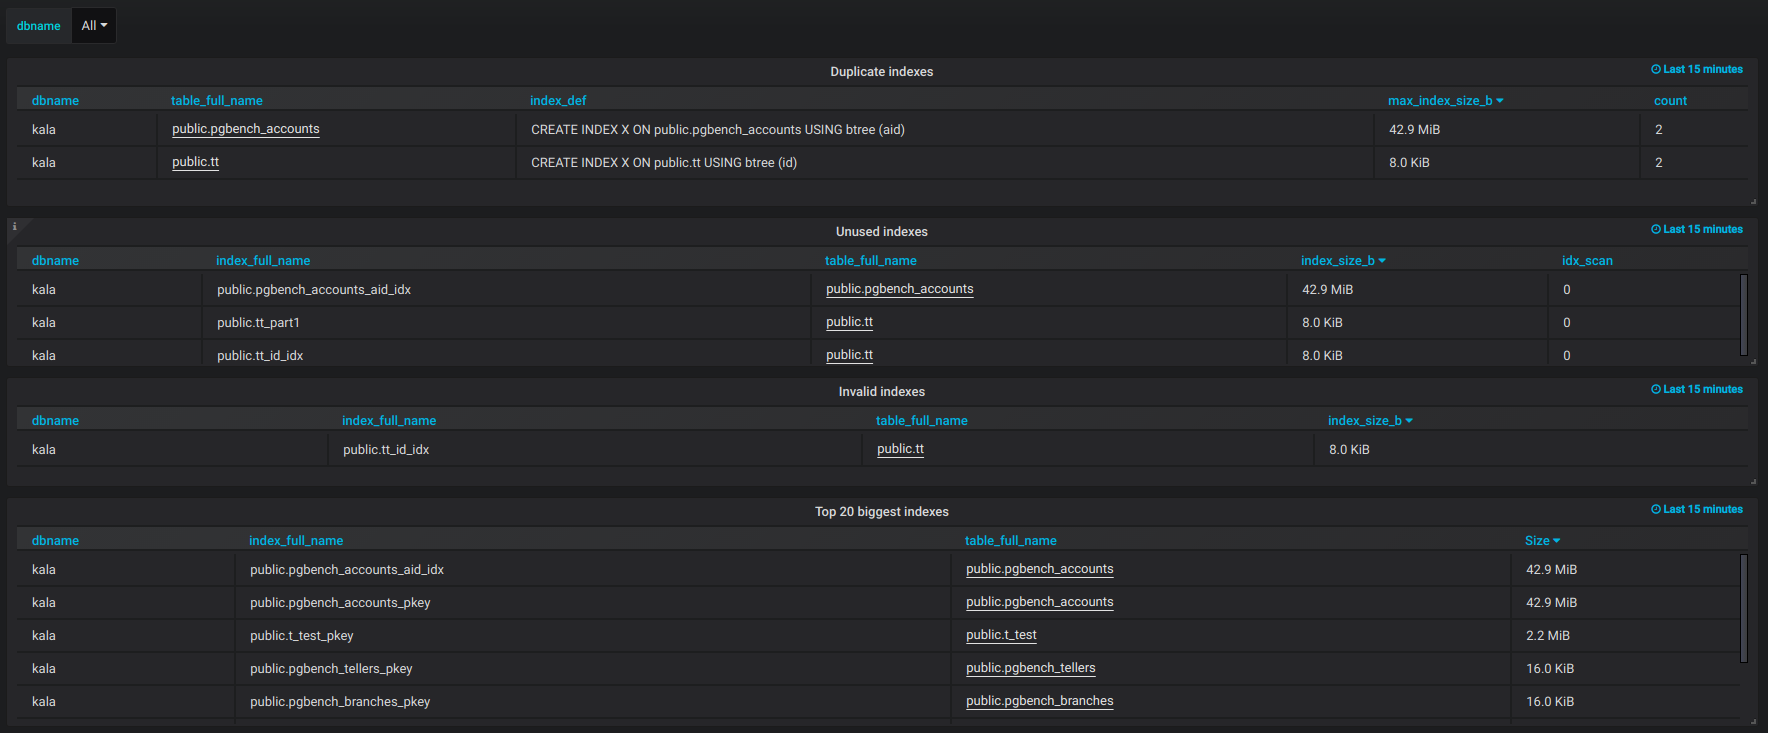 dbname All
Duplicate indexes Last 15 minutes
dbname table_full_name index_def max_index_size_b count
kala public.pgbench_accounts CREATE INDEX X ON public.pgbench_accounts USING btree (aid) 42.9 MiB 2
kala public.tt CREATE INDEX X ON public.tt USING btree (id) 8.0 KiB 2
i Unused indexes Last 15 minutes
dbname index_full_name table_full_name index_size_b idx_scan
kala public.pgbench_accounts_aid_idx public.pgbench_accounts 42.9 MiB 0
kala public.tt_part1 public.tt 8.0 KiB 0
kala public.tt_id_idx public.tt 8.0 KiB 0
Invalid indexes Last 15 minutes
dbname index_full_name table_full_name index_size_b
kala public.tt_id_idx public.tt 8.0 KiB
Top 20 biggest indexes Last 15 minutes
dbname index_full_name table_full_name Size
kala public.pgbench_accounts_aid_idx public.pgbench_accounts 42.9 MiB
kala public.pgbench_accounts_pkey public.pgbench_accounts 42.9 MiB
kala public.t_test_pkey public.t_test 2.2 MiB
kala public.pgbench_tellers_pkey public.pgbench_tellers 16.0 KiB
kala public.pgbench_branches_pkey public.pgbench_branches 16.0 KiB